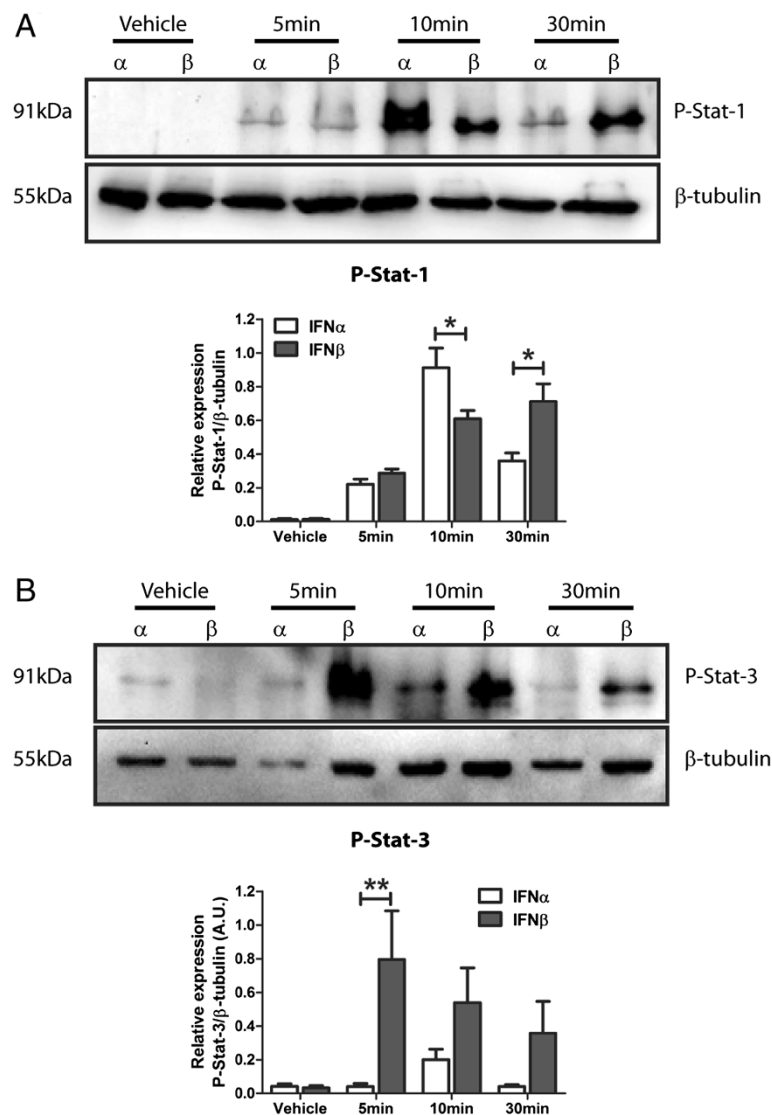 A
Vehicle 5min 10min 30min
α β α β α β α β
91kDa P-Stat-1
55kDa β-tubulin
P-Stat-1
Relative expression
P-Stat-1/β-tubulin
1.2
1.0
0.8
0.6
0.4
0.2
0.0
IFNα
IFNβ
* *
Vehicle 5min 10min 30min
B
Vehicle 5min 10min 30min
α β α β α β α β
91kDa P-Stat-3
55kDa β-tubulin
P-Stat-3
Relative expression
P-Stat-3/β-tubulin (A.U.)
1.2
1.0
0.8
0.6
0.4
0.2
0.0
**
IFNα
IFNβ
Vehicle 5min 10min 30min